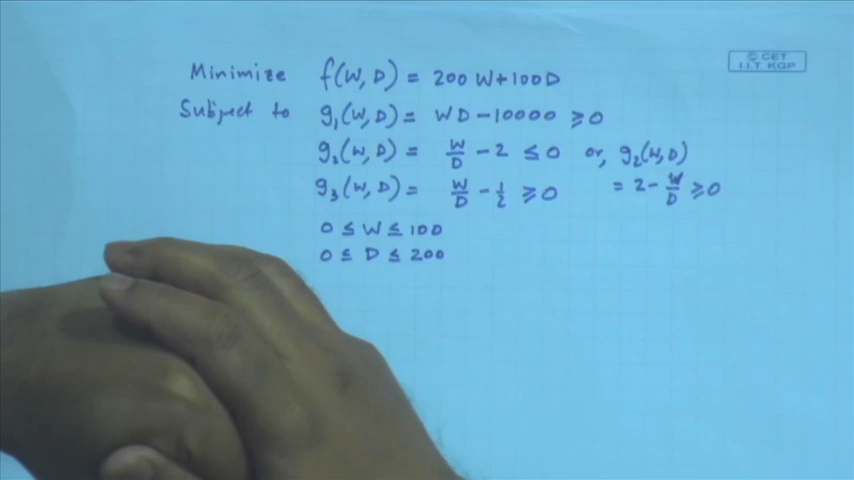 Minimize f(W, D) = 200 W + 100 D
Subject to g₁(W, D) = WD - 10000 ≥ 0
g₂(W, D) = W/D - 2 ≤ 0 or, g₂(W, D)
= 2 - W/D ≥ 0
g₃(W, D) = W/D - 1/2 ≥ 0
0 ≤ W ≤ 100
0 ≤ D ≤ 200
© CET
I.I.T. KGP